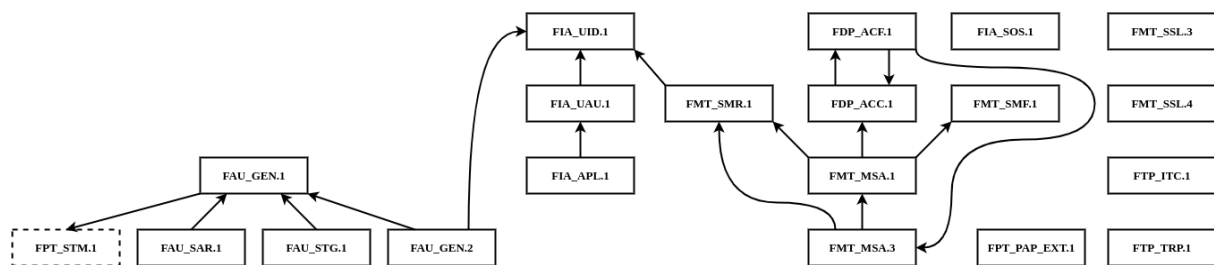 FIA_UID.1
FDP_ACF.1
FIA_SOS.1
FMT_SSL.3
FIA_UAU.1
FMT_SMR.1
FDP_ACC.1
FMT_SMF.1
FMT_SSL.4
FAU_GEN.1
FIA_APL.1
FMT_MSA.1
FTP_ITC.1
FPT_STM.1
FAU_SAR.1
FAU_STG.1
FAU_GEN.2
FMT_MSA.3
FPT_PAP_EXT.1
FTP_TRP.1